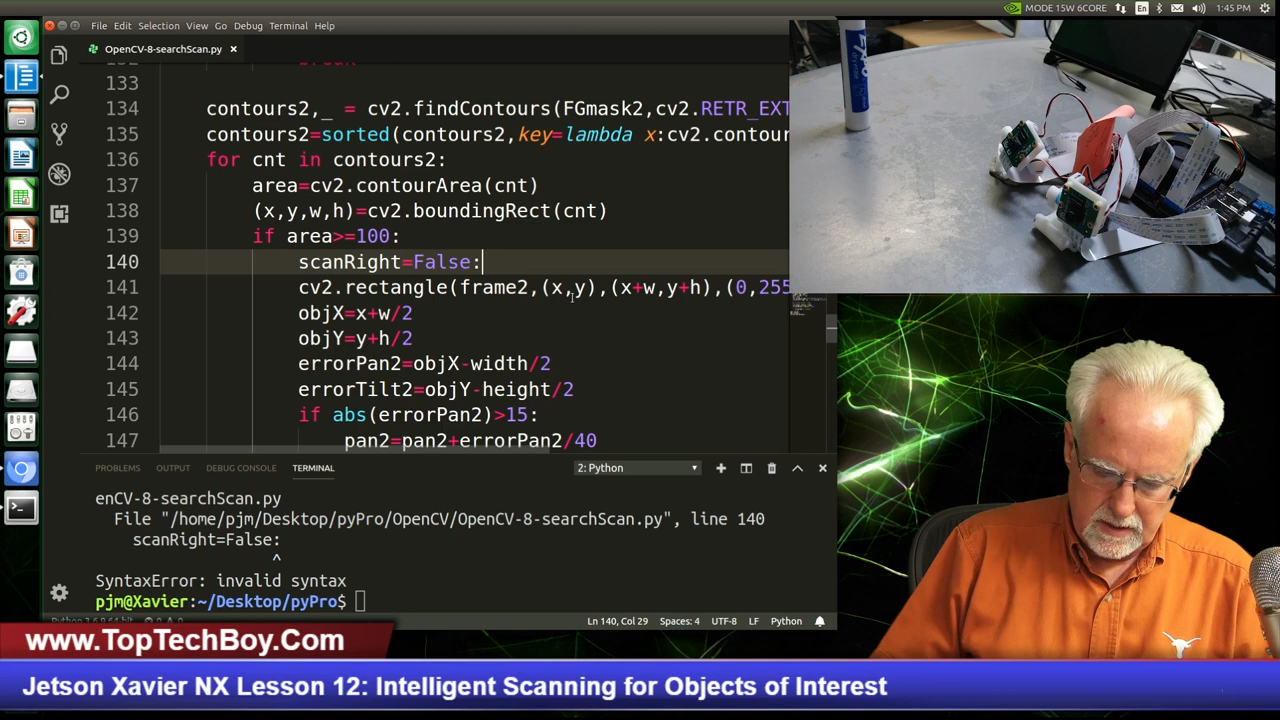 MODE 15W 6CORE
En
1:45 PM
File Edit Selection View Go Debug Terminal Help
OpenCV-8-searchScan.py
133
134 contours2,_ = cv2.findContours(FGmask2,cv2.RETR_EXT
135 contours2=sorted(contours2,key=lambda x:cv2.contour
136 for cnt in contours2:
137 area=cv2.contourArea(cnt)
138 (x,y,w,h)=cv2.boundingRect(cnt)
139 if area>=100:
140 scanRight=False:
141 cv2.rectangle(frame2,(x,y),(x+w,y+h),(0,255
142 objX=x+w/2
143 objY=y+h/2
144 errorPan2=objX-width/2
145 errorTilt2=objY-height/2
146 if abs(errorPan2)>15:
147 pan2=pan2+errorPan2/40
PROBLEMS OUTPUT DEBUG CONSOLE TERMINAL 2: Python
enCV-8-searchScan.py
File "/home/pjm/Desktop/pyPro/OpenCV/OpenCV-8-searchScan.py", line 140
scanRight=False:
^
SyntaxError: invalid syntax
pjm@Xavier:~/Desktop/pyPro$
Ln 140, Col 29 Spaces: 4 UTF-8 LF Python
www.TopTechBoy.Com
Jetson Xavier NX Lesson 12: Intelligent Scanning for Objects of Interest